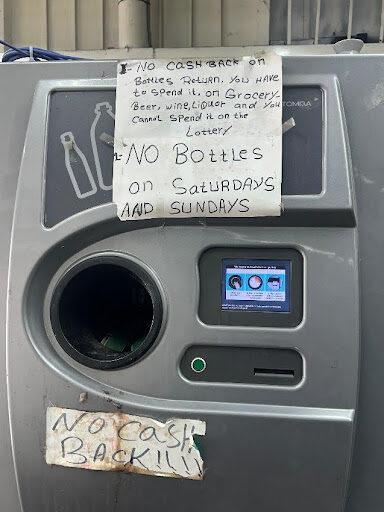 1- NO CASH BACK on
Bottles Return, You HAVE
to Spend it, on Grocery-
Beer, wine, LiQuor and you
Cannot Spend it on the
Lottery
2- NO Bottles
on SATURDAYS
AND SUNDAYS
TOMRA
NO CASH
BACK!!!!